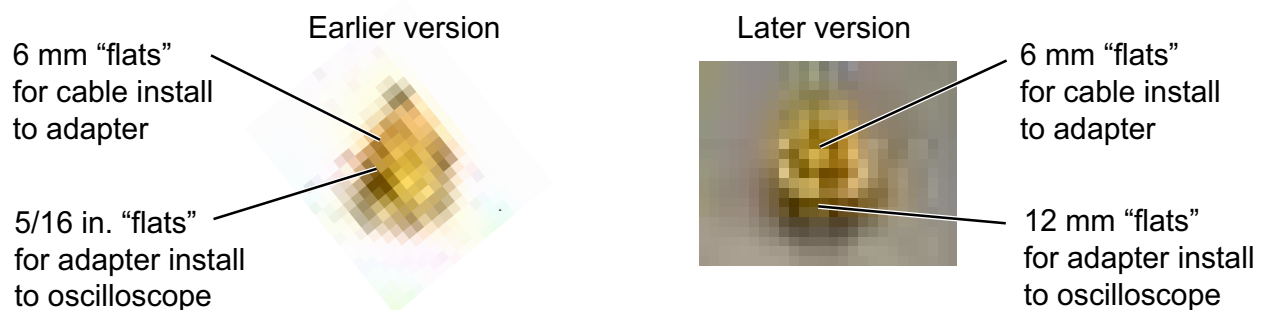 Earlier version
6 mm “flats”
for cable install
to adapter
5/16 in. “flats”
for adapter install
to oscilloscope
Later version
6 mm “flats”
for cable install
to adapter
12 mm “flats”
for adapter install
to oscilloscope